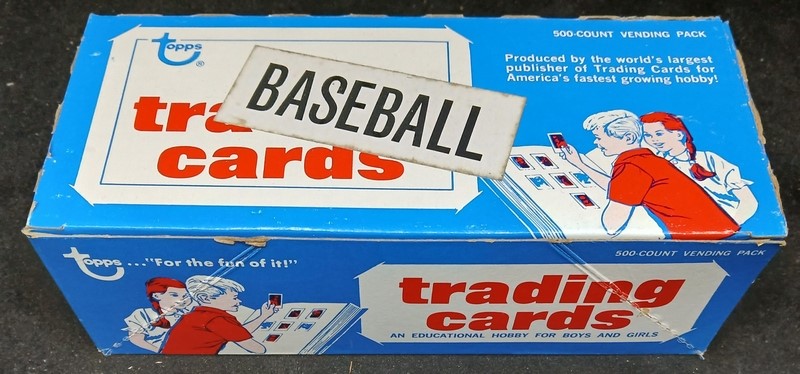 topps
®
BASEBALL
trading
cards
500-COUNT VENDING PACK
Produced by the world's largest
publisher of Trading Cards for
America's fastest growing hobby!
topps ..."For the fun of it!"
500-COUNT VENDING PACK
trading
cards
AN EDUCATIONAL HOBBY FOR BOYS AND GIRLS